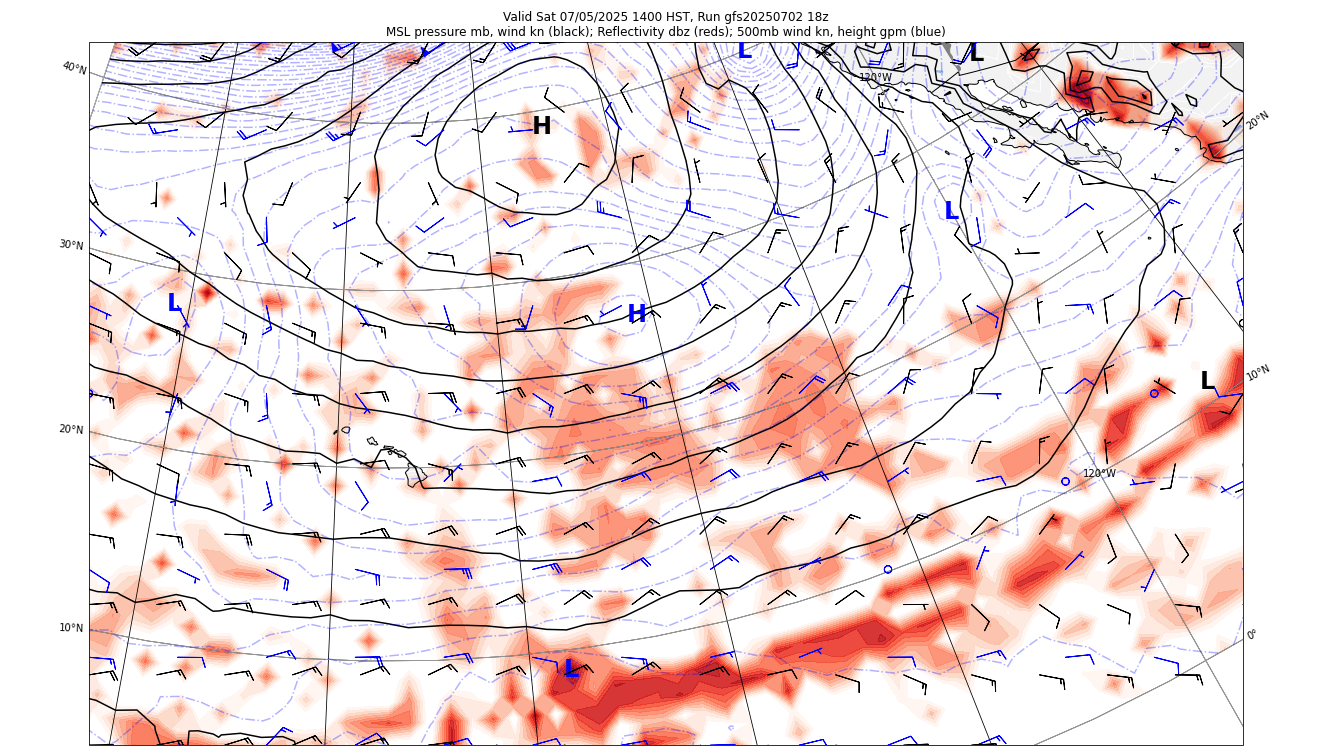 Valid Sat 07/05/2025 1400 HST, Run gfs20250702 18z
MSL pressure mb, wind kn (black); Reflectivity dbz (reds); 500mb wind kn, height gpm (blue)
L
L
40°N
120°W
20°N
H
L
30°N
L
H
10°N
L
20°N
120°W
10°N
0°
L